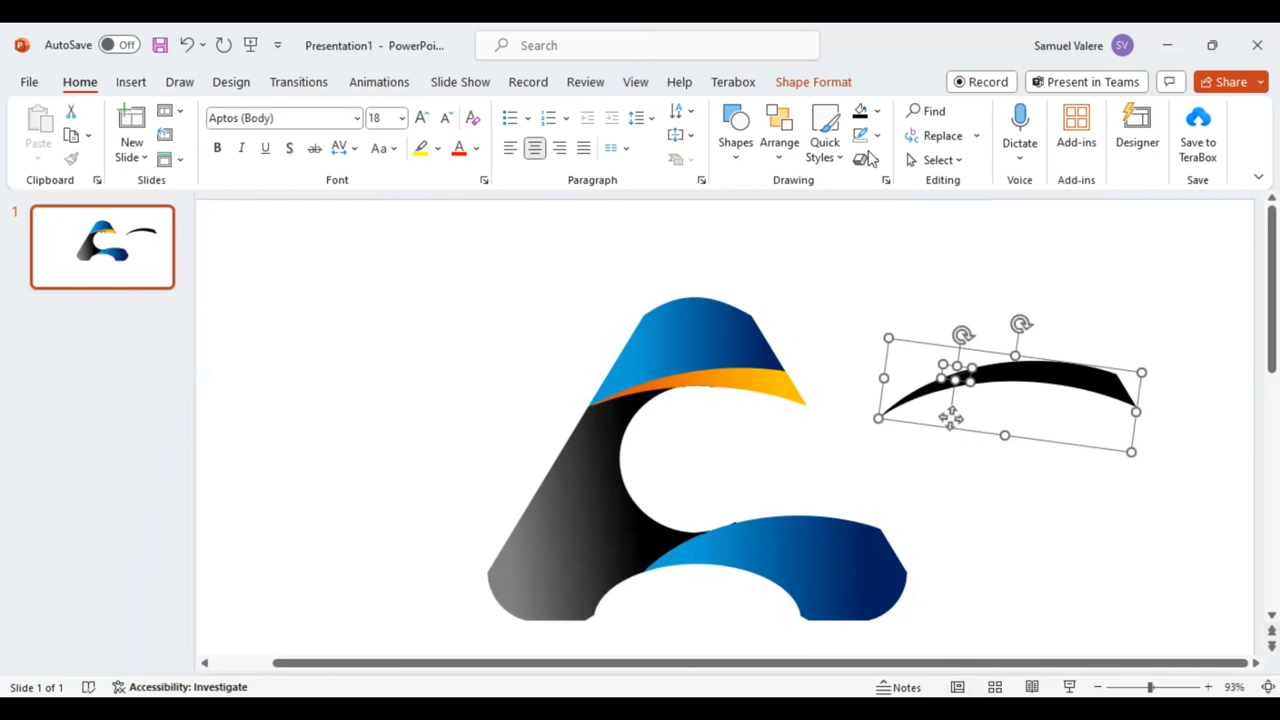 AutoSave Off Presentation1 - PowerPoi... Search Samuel Valere SV
File Home Insert Draw Design Transitions Animations Slide Show Record Review View Help Terabox Shape Format Record Present in Teams Share
Paste New Slide Aptos (Body) 18 B I U S ab AV Aa A Shapes Arrange Quick Styles Find Replace Select Dictate Add-ins Designer Save to TeraBox
Clipboard Slides Font Paragraph Drawing Editing Voice Add-ins Save
1
Slide 1 of 1 Accessibility: Investigate Notes 93%